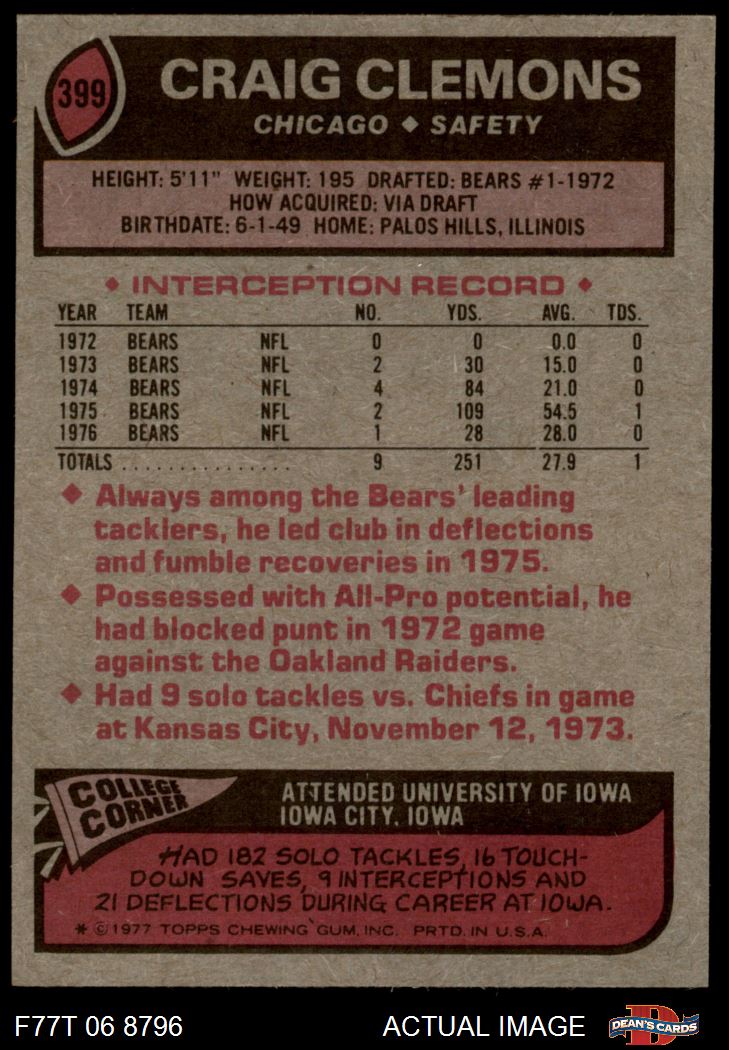 399
CRAIG CLEMONS
CHICAGO ◆ SAFETY
HEIGHT: 5'11" WEIGHT: 195 DRAFTED: BEARS #1-1972
HOW ACQUIRED: VIA DRAFT
BIRTHDATE: 6-1-49 HOME: PALOS HILLS, ILLINOIS
◆ INTERCEPTION RECORD ◆
YEAR TEAM NO. YDS. AVG. TDS.
1972 BEARS NFL 0 0 0.0 0
1973 BEARS NFL 2 30 15.0 0
1974 BEARS NFL 4 84 21.0 0
1975 BEARS NFL 2 109 54.5 1
1976 BEARS NFL 1 28 28.0 0
TOTALS ............... 9 251 27.9 1
◆ Always among the Bears' leading
tacklers, he led club in deflections
and fumble recoveries in 1975.
◆ Possessed with All-Pro potential, he
had blocked punt in 1972 game
against the Oakland Raiders.
◆ Had 9 solo tackles vs. Chiefs in game
at Kansas City, November 12, 1973.
COLLEGE
CORNER
ATTENDED UNIVERSITY OF IOWA
IOWA CITY, IOWA
HAD 182 SOLO TACKLES, 16 TOUCH-
DOWN SAVES, 9 INTERCEPTIONS AND
21 DEFLECTIONS DURING CAREER AT IOWA.
* © 1977 TOPPS CHEWING GUM, INC. PRTD. IN U.S.A.
F77T 06 8796 ACTUAL IMAGE DEAN'S CARDS